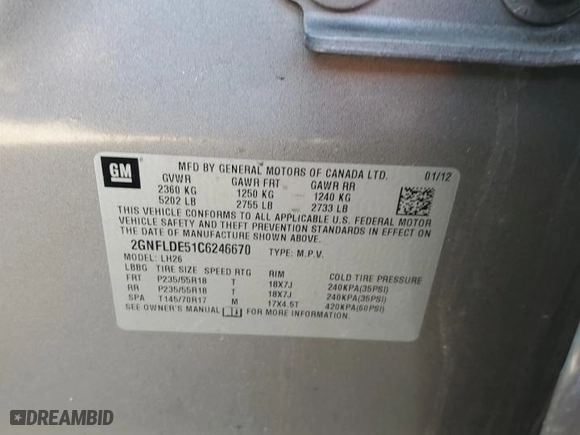 GM
MFD BY GENERAL MOTORS OF CANADA LTD. 01/12
GVWR GAWR FRT GAWR RR
2360 KG 1250 KG 1240 KG
5202 LB 2755 LB 2733 LB
THIS VEHICLE CONFORMS TO ALL APPLICABLE U.S. FEDERAL MOTOR
VEHICLE SAFETY AND THEFT PREVENTION STANDARDS IN EFFECT ON
THE DATE OF MANUFACTURE SHOWN ABOVE.
2GNFLDE51C6246670 TYPE: M.P.V.
MODEL: LH26
LBBG TIRE SIZE SPEED RTG RIM COLD TIRE PRESSURE
FRT P235/55R18 T 18X7J 240KPA(35PSI)
RR P235/55R18 T 18X7J 240KPA(35PSI)
SPA T145/70R17 M 17X4.5T 420KPA(60PSI)
SEE OWNER'S MANUAL FOR MORE INFORMATION.
DREAMBID